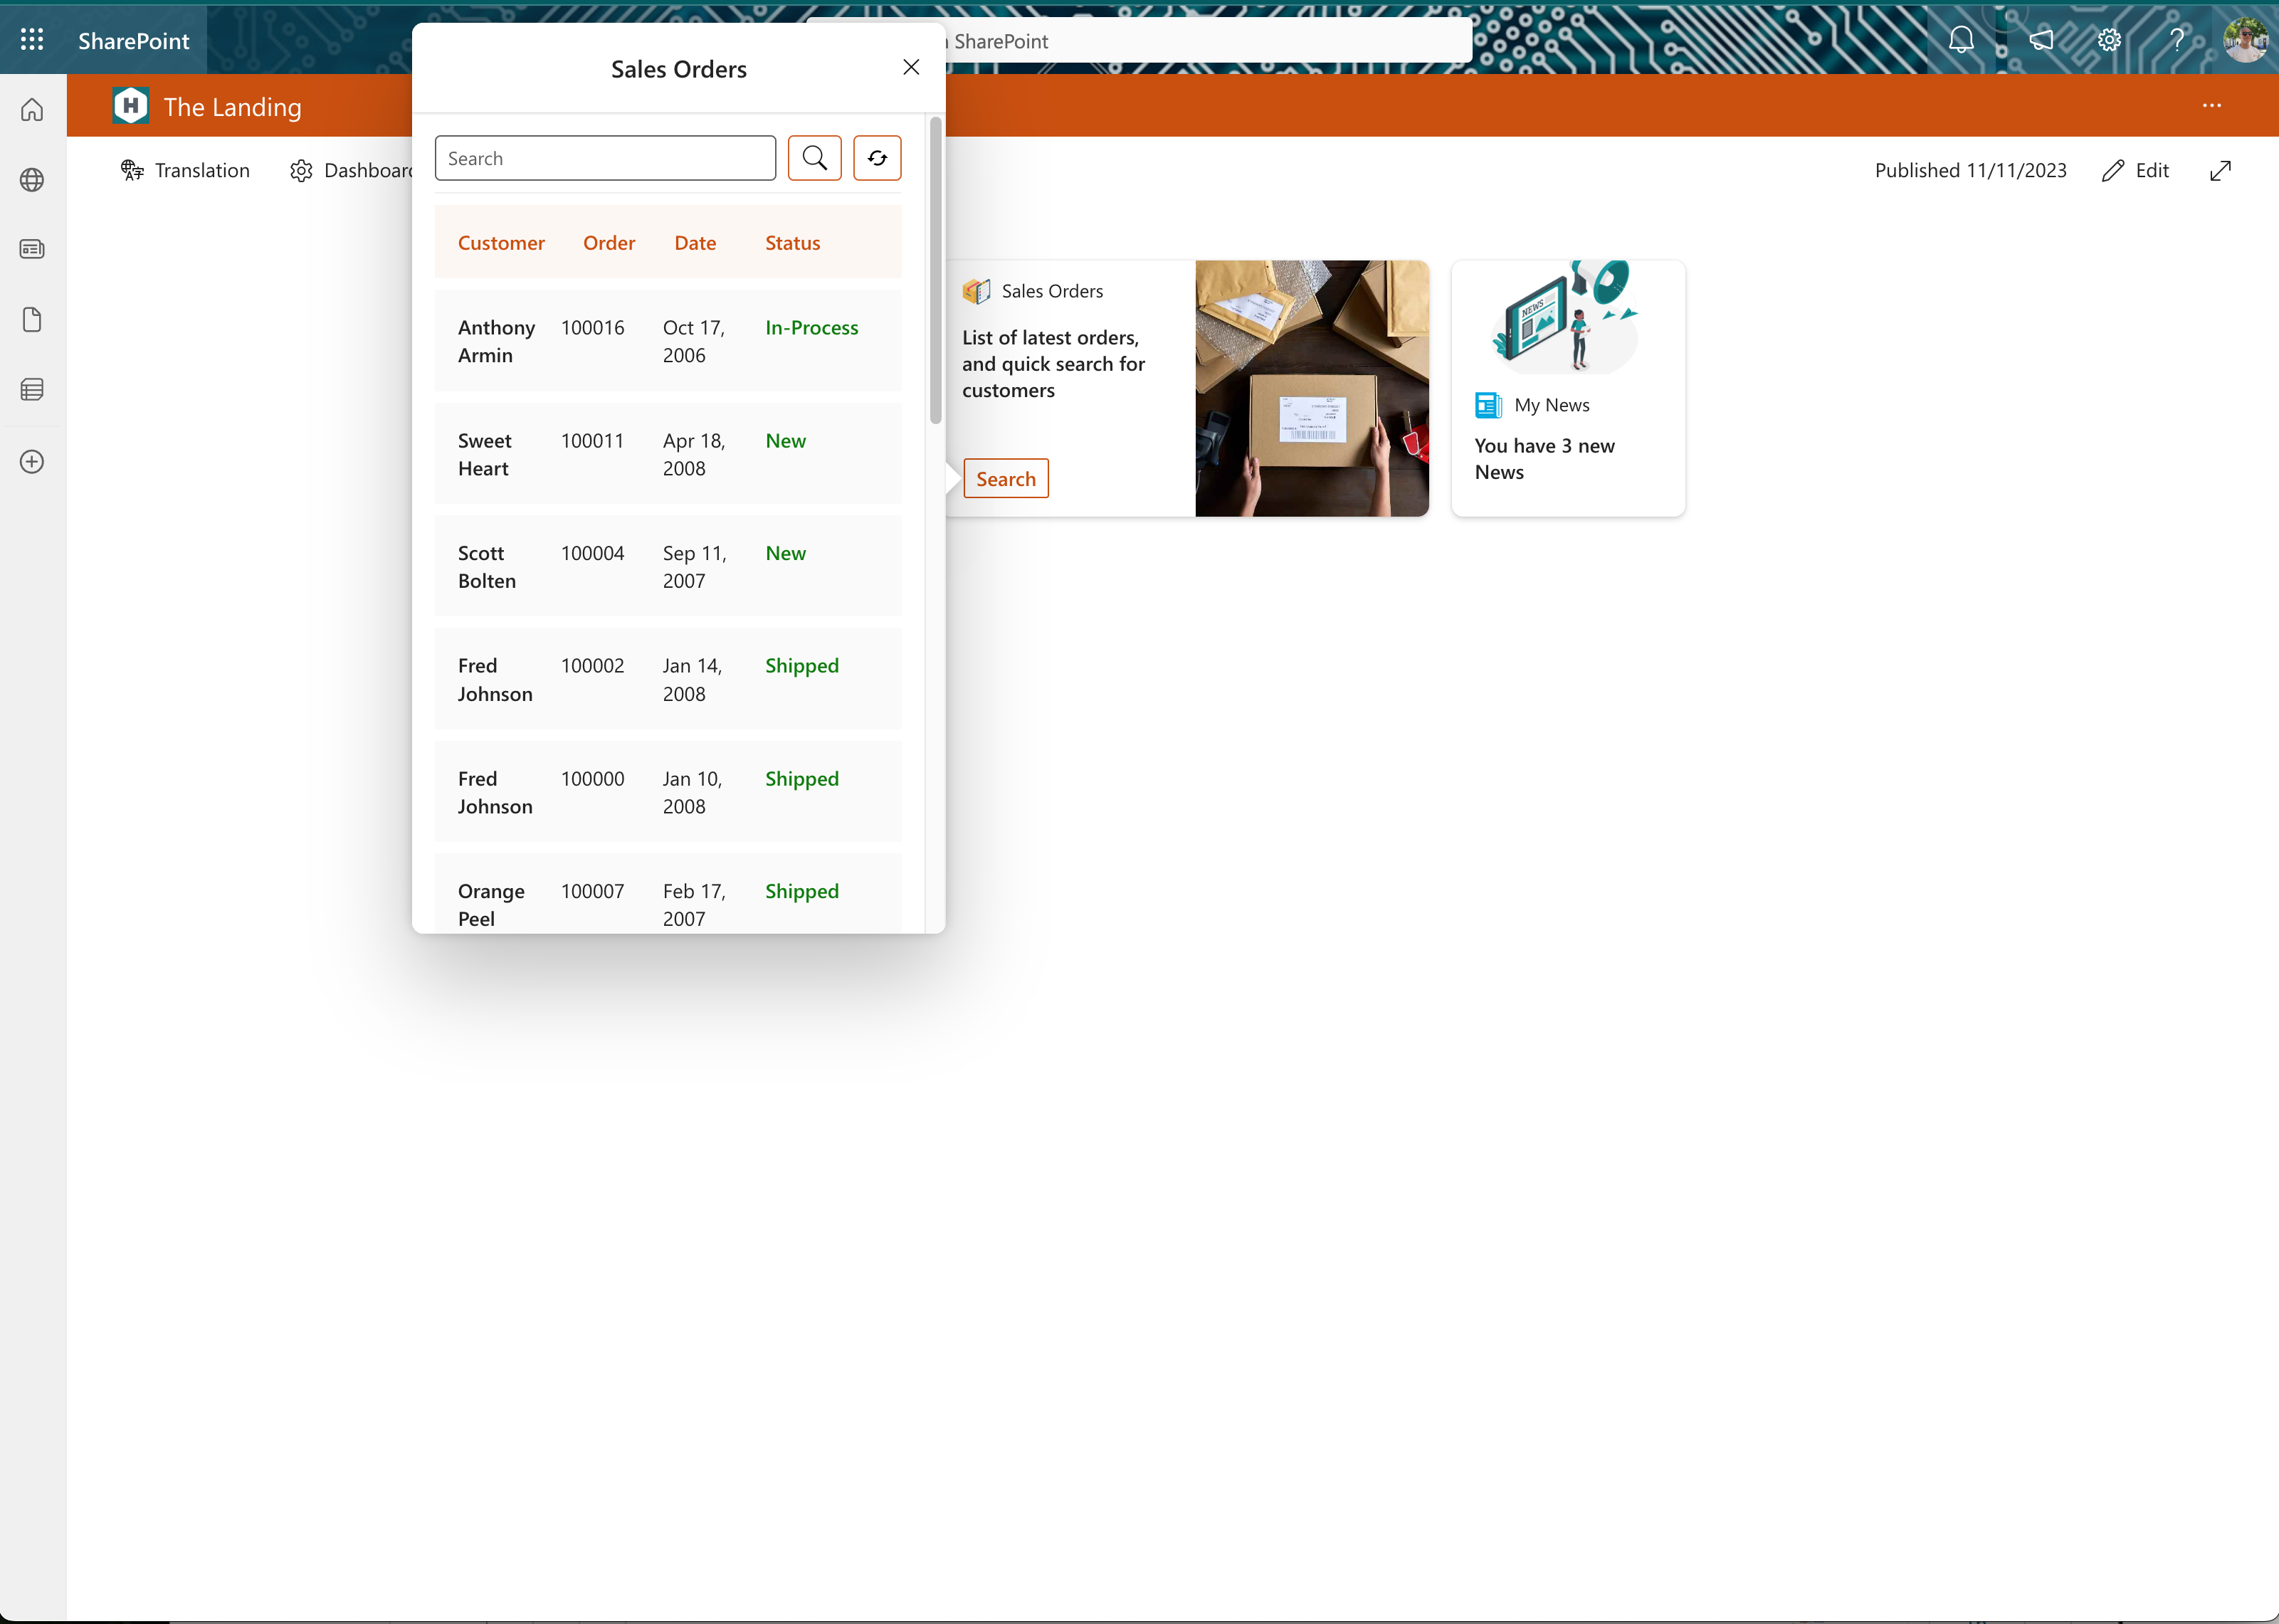 SharePoint
SharePoint
H
The Landing
Translation
Published 11/11/2023
Edit
Sales Orders
Search
Customer
Order
Date
Status
Anthony
Armin
100016
Oct 17,
2006
In-Process
Sweet
Heart
100011
Apr 18,
2008
New
Scott
Bolten
100004
Sep 11,
2007
New
Fred
Johnson
100002
Jan 14,
2008
Shipped
Fred
Johnson
100000
Jan 10,
2008
Shipped
Orange
Peel
100007
Feb 17,
2007
Shipped
Sales Orders
List of latest orders,
and quick search for
customers
Search
NEWS
My News
You have 3 new
News